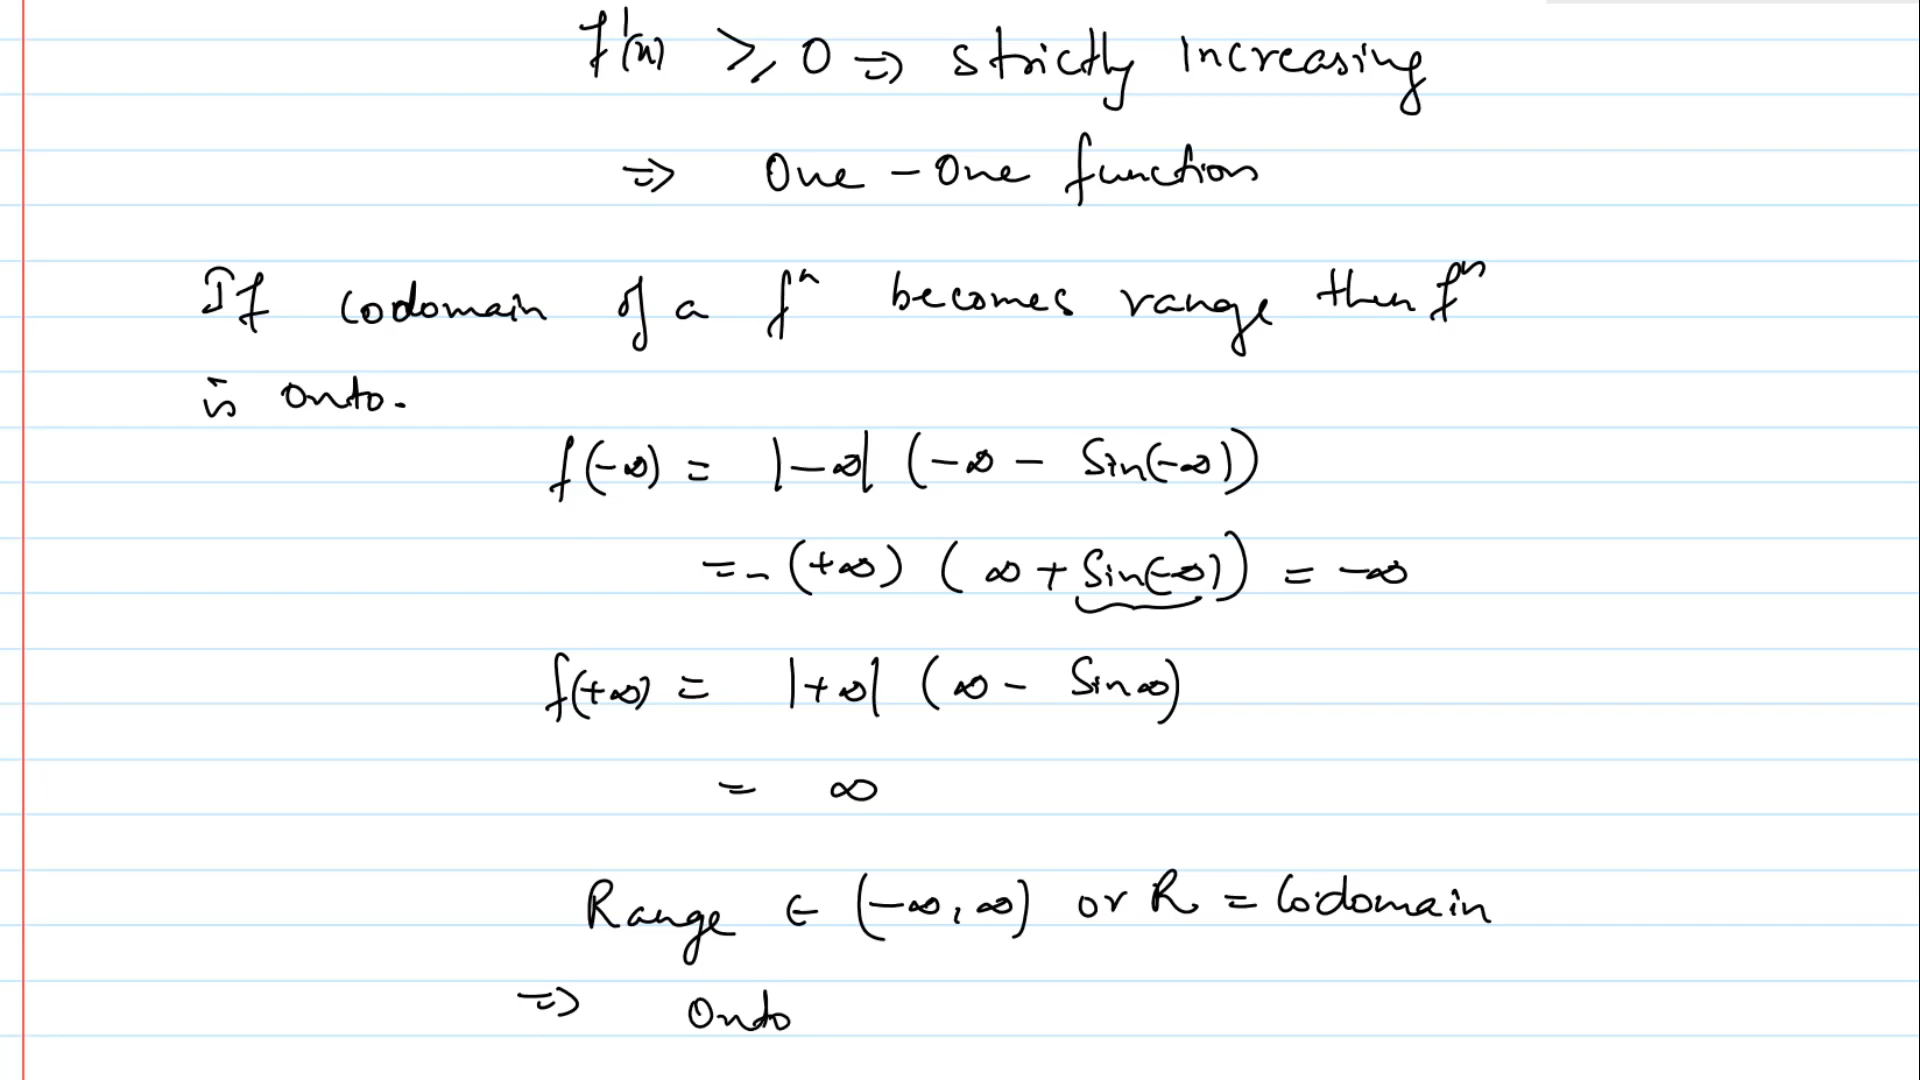 f'(x) ⩾ 0 ⇒ strictly increasing
⇒ One - One function
If codomain of a fⁿ becomes range then fⁿ
is onto.
f(-∞) = |-∞| (-∞ - Sin(-∞))
= - (+∞) (∞ + Sin(-∞)) = -∞
f(+∞) = |+∞| (∞ - Sin∞)
= ∞
Range ∈ (-∞, ∞) or R = Codomain
⇒ Onto